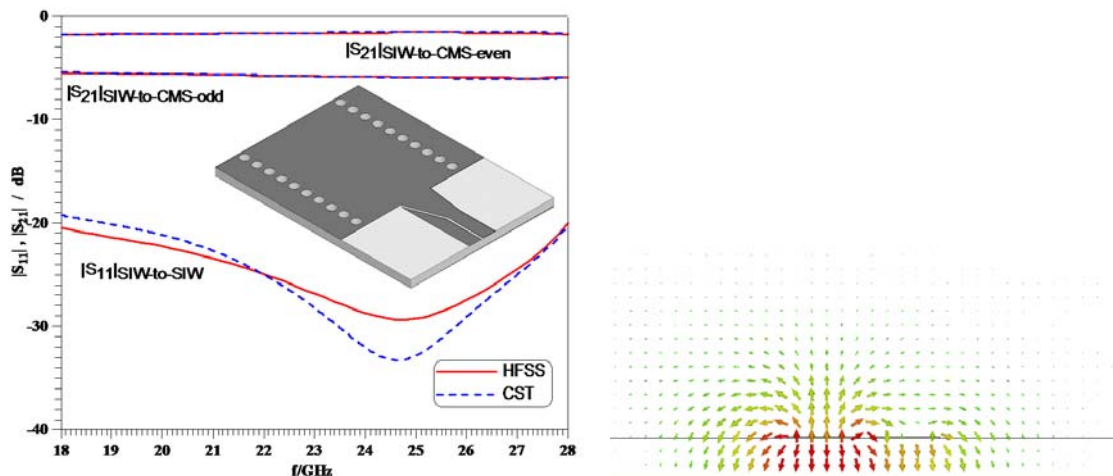 0
|S21|SIW-to-CMS-even
|S21|SIW-to-CMS-odd
-10
|S11|, |S21| / dB
-20
|S11|SIW-to-SIW
-30
HFSS
CST
-40
18 19 20 21 22 23 24 25 26 27 28
f/GHz